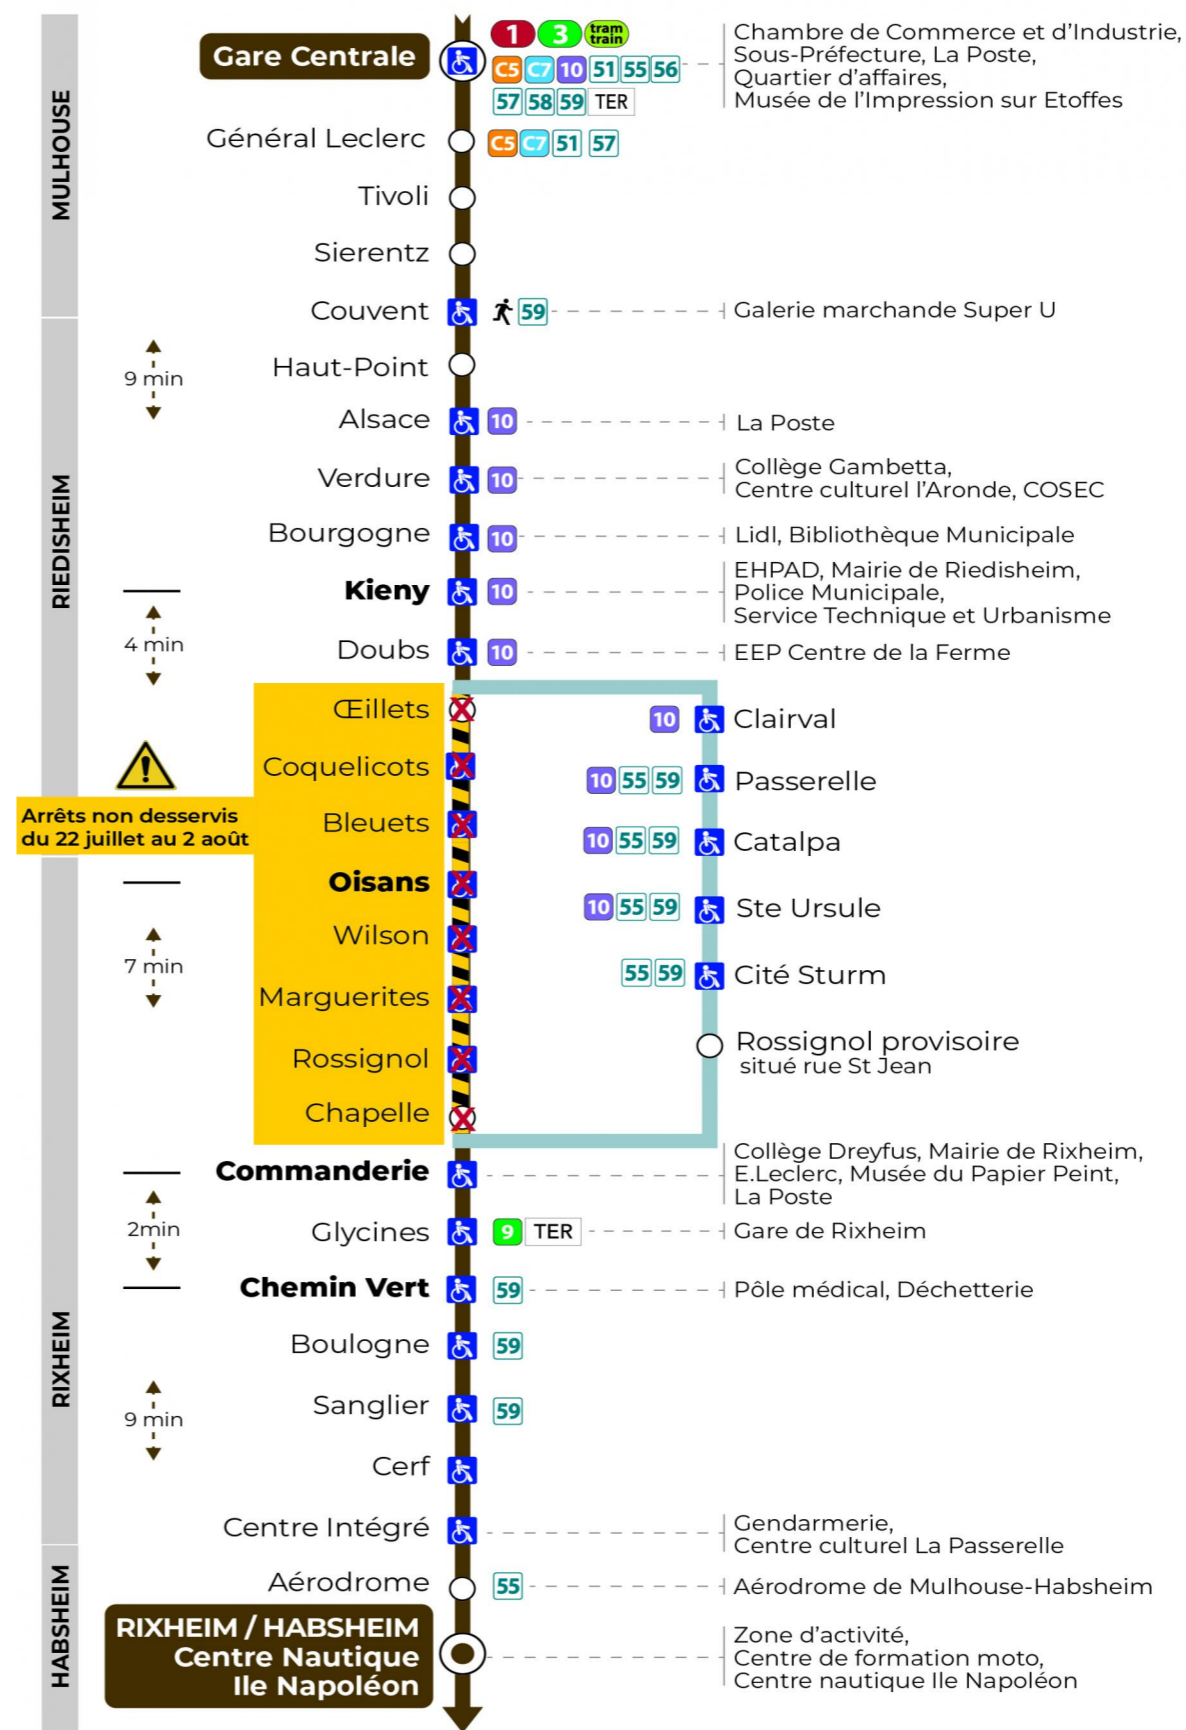 MULHOUSE
Gare Centrale
1 3 tram train
C5 C7 10 51 55 56
57 58 59 TER
Chambre de Commerce et d'Industrie,
Sous-Préfecture, La Poste,
Quartier d'affaires,
Musée de l'Impression sur Etoffes
Général Leclerc C5 C7 51 57
Tivoli
Sierentz
Couvent 59 Galerie marchande Super U
RIEDISHEIM
9 min
Haut-Point
Alsace 10 La Poste
Verdure 10 Collège Gambetta,
Centre culturel l'Aronde, COSEC
Bourgogne 10 Lidl, Bibliothèque Municipale
Kieny 10 EHPAD, Mairie de Riedisheim,
Police Municipale,
Service Technique et Urbanisme
4 min
Doubs 10 EEP Centre de la Ferme
Œillets
Coquelicots
Bleuets
Arrêts non desservis
du 22 juillet au 2 août
Oisans
Wilson
7 min
Marguerites
Rossignol
Chapelle
10 Clairval
10 55 59 Passerelle
10 55 59 Catalpa
10 55 59 Ste Ursule
55 59 Cité Sturm
Rossignol provisoire
situé rue St Jean
RIXHEIM
Commanderie Collège Dreyfus, Mairie de Rixheim,
E.Leclerc, Musée du Papier Peint,
La Poste
2min
Glycines 9 TER Gare de Rixheim
Chemin Vert 59 Pôle médical, Déchetterie
Boulogne 59
Sanglier 59
9 min
Cerf
Centre Intégré Gendarmerie,
Centre culturel La Passerelle
HABSHEIM
Aérodrome 55 Aérodrome de Mulhouse-Habsheim
RIXHEIM / HABSHEIM
Centre Nautique
Ile Napoléon
Zone d'activité,
Centre de formation moto,
Centre nautique Ile Napoléon